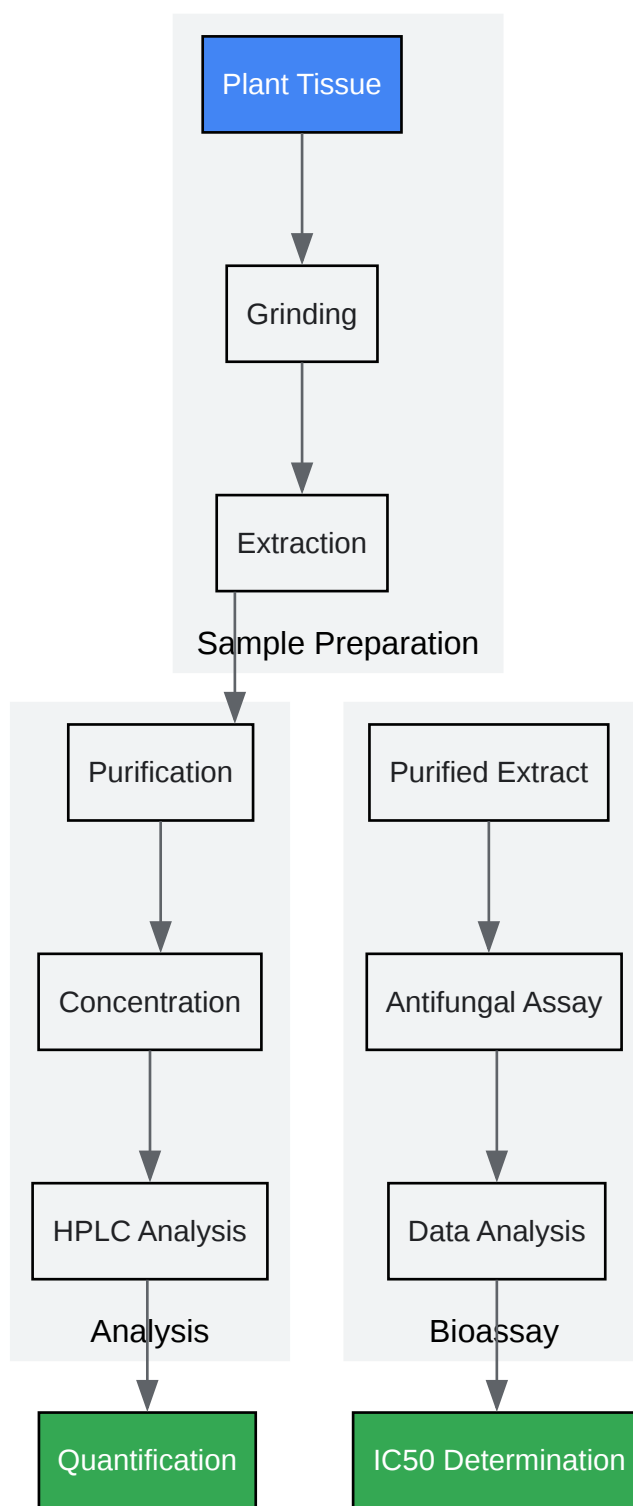 Plant Tissue
Grinding
Extraction
Sample Preparation
Purification
Concentration
HPLC Analysis
Analysis
Quantification
Purified Extract
Antifungal Assay
Data Analysis
Bioassay
IC50 Determination